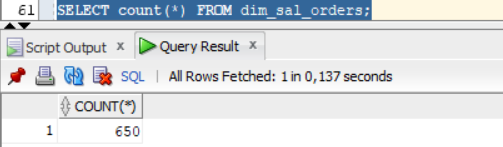 61 SELECT count(*) FROM dim_sal_orders;
Script Output x Query Result x
SQL | All Rows Fetched: 1 in 0,137 seconds
COUNT(*)
1 650